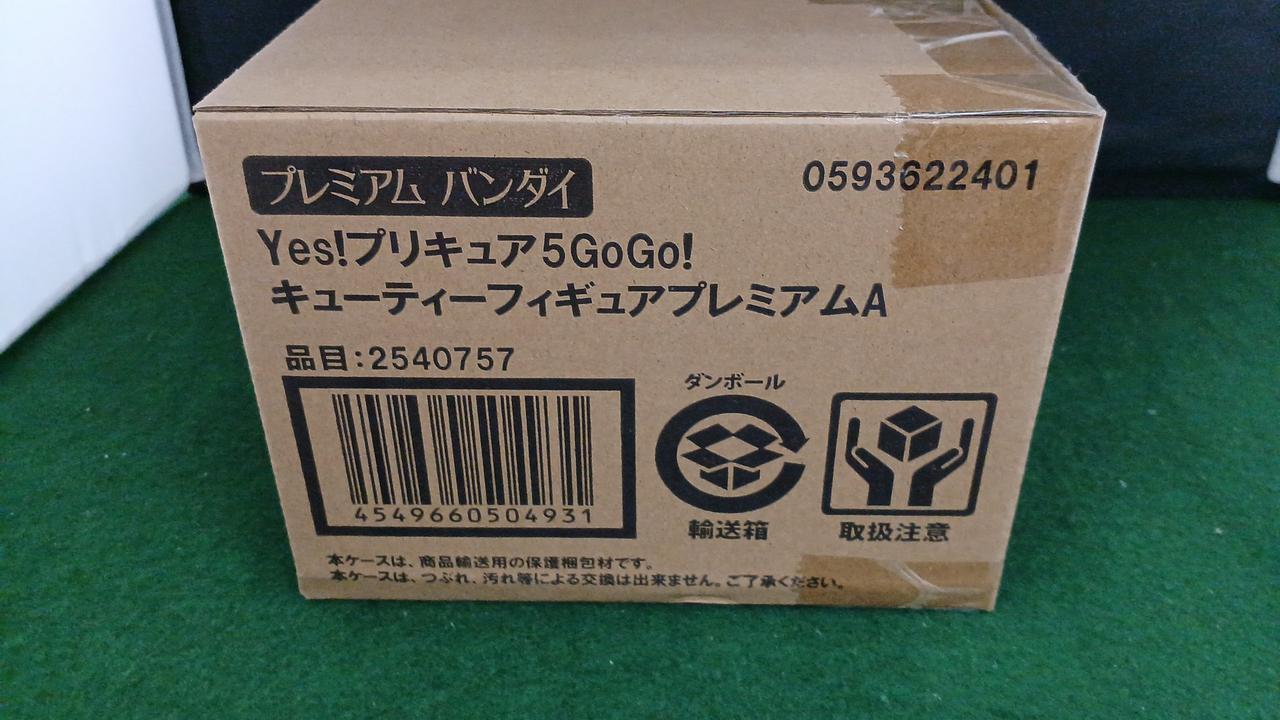 プレミアム バンダイ
0593622401
Yes!プリキュア5GoGo!
キューティーフィギュアプレミアムA
品目:2540757
4549660504931
ダンボール
輸送箱
取扱注意
本ケースは、商品輸送用の保護梱包材です。
本ケースは、つぶれ、汚れ等による交換は出来ません。ご了承ください。